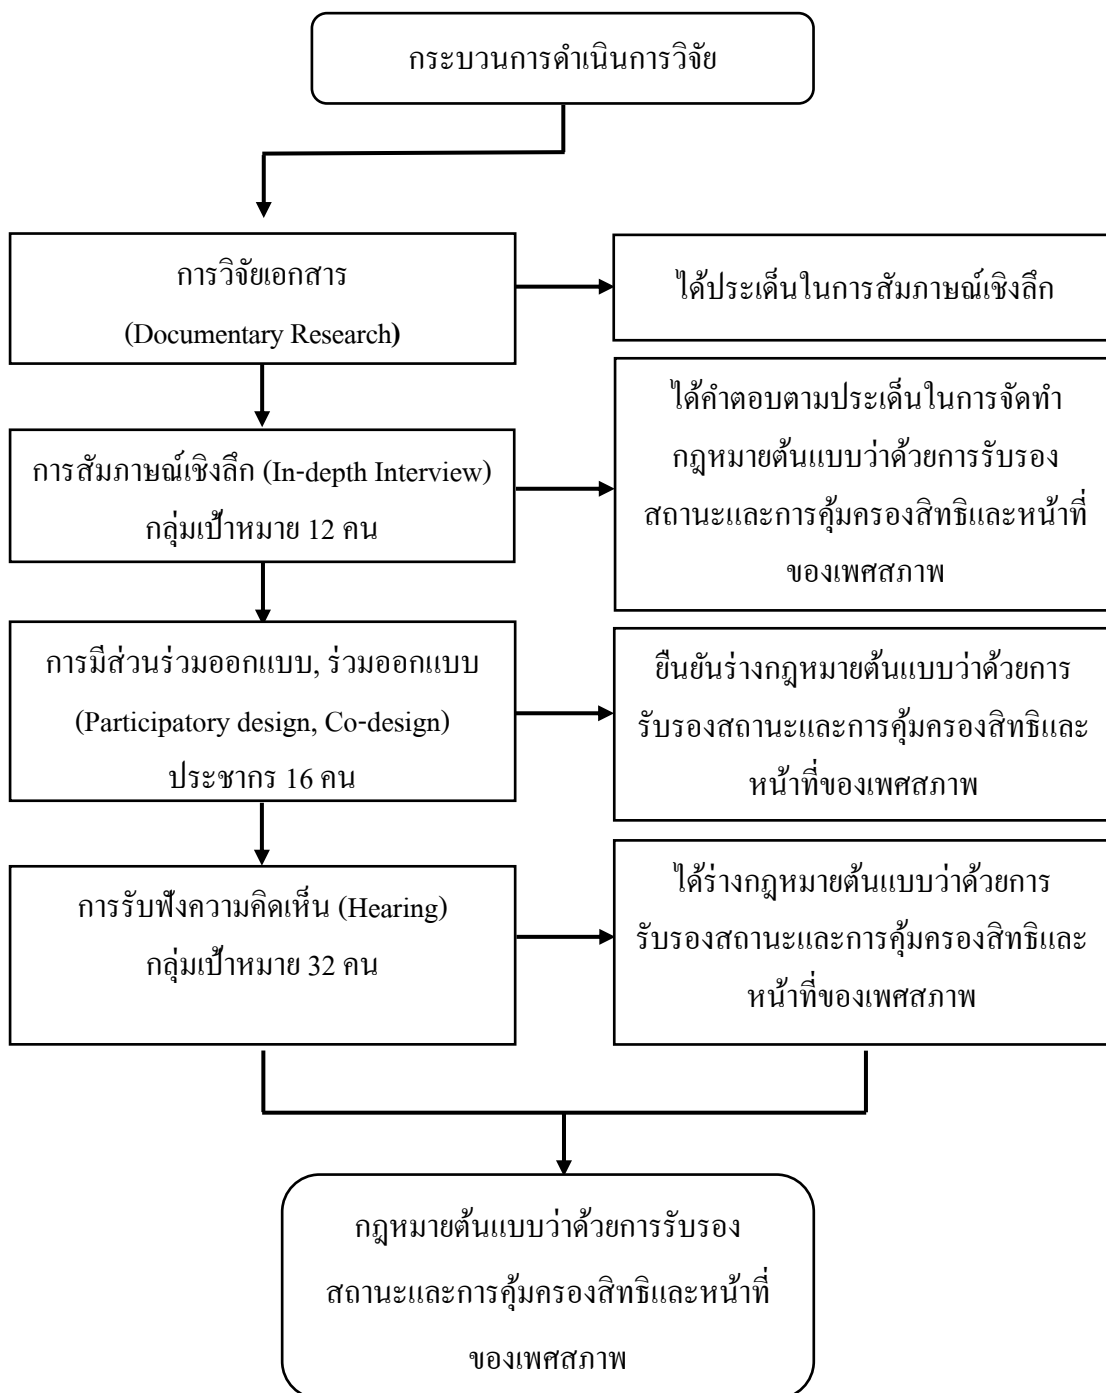 กระบวนการดำเนินการวิจัย
การวิจัยเอกสาร
(Documentary Research)
ได้ประเด็นในการสัมภาษณ์เชิงลึก
การสัมภาษณ์เชิงลึก (In-depth Interview)
กลุ่มเป้าหมาย 12 คน
ได้คำตอบตามประเด็นในการจัดทำ
กฎหมายต้นแบบว่าด้วยการรับรอง
สถานะและการคุ้มครองสิทธิและหน้าที่
ของเพศสภาพ
การมีส่วนร่วมออกแบบ, ร่วมออกแบบ
(Participatory design, Co-design)
ประชากร 16 คน
ยืนยันร่างกฎหมายต้นแบบว่าด้วยการ
รับรองสถานะและการคุ้มครองสิทธิและ
หน้าที่ของเพศสภาพ
การรับฟังความคิดเห็น (Hearing)
กลุ่มเป้าหมาย 32 คน
ได้ร่างกฎหมายต้นแบบว่าด้วยการ
รับรองสถานะและการคุ้มครองสิทธิและ
หน้าที่ของเพศสภาพ
กฎหมายต้นแบบว่าด้วยการรับรอง
สถานะและการคุ้มครองสิทธิและหน้าที่
ของเพศสภาพ